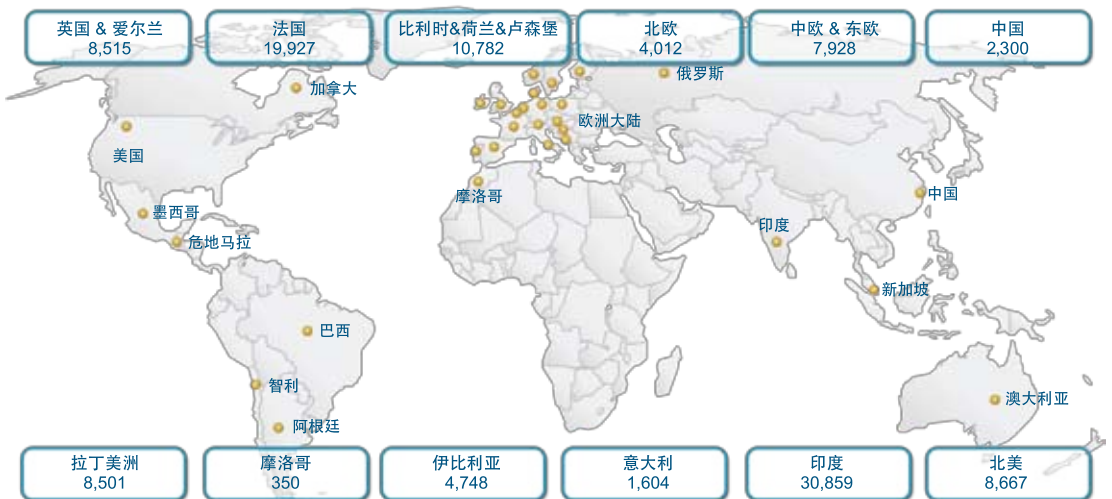 英国 & 爱尔兰
8,515
法国
19,927
比利时&荷兰&卢森堡
10,782
北欧
4,012
中欧 & 东欧
7,928
中国
2,300
俄罗斯
加拿大
欧洲大陆
美国
摩洛哥
中国
墨西哥
印度
危地马拉
新加坡
巴西
智利
澳大利亚
阿根廷
拉丁美洲
8,501
摩洛哥
350
伊比利亚
4,748
意大利
1,604
印度
30,859
北美
8,667